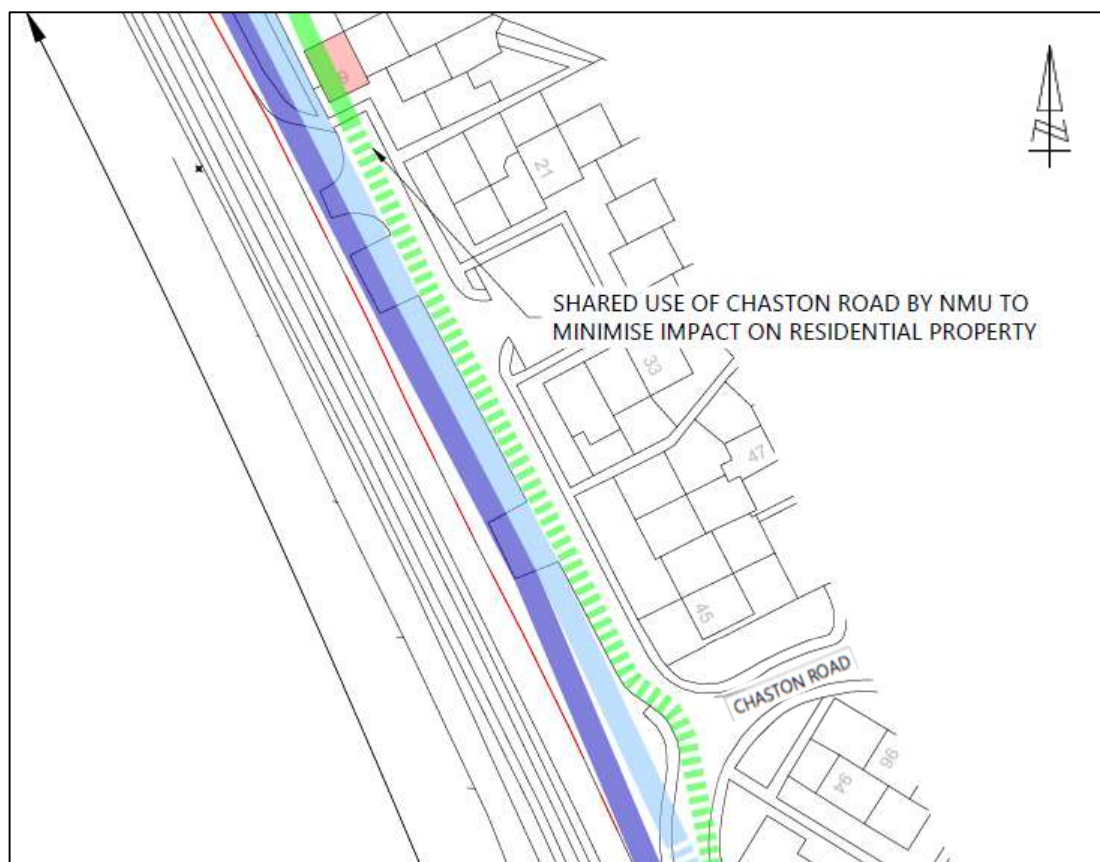 9
21
SHARED USE OF CHASTON ROAD BY NMU TO
MINIMISE IMPACT ON RESIDENTIAL PROPERTY
33
47
45
CHASTON ROAD
96
94